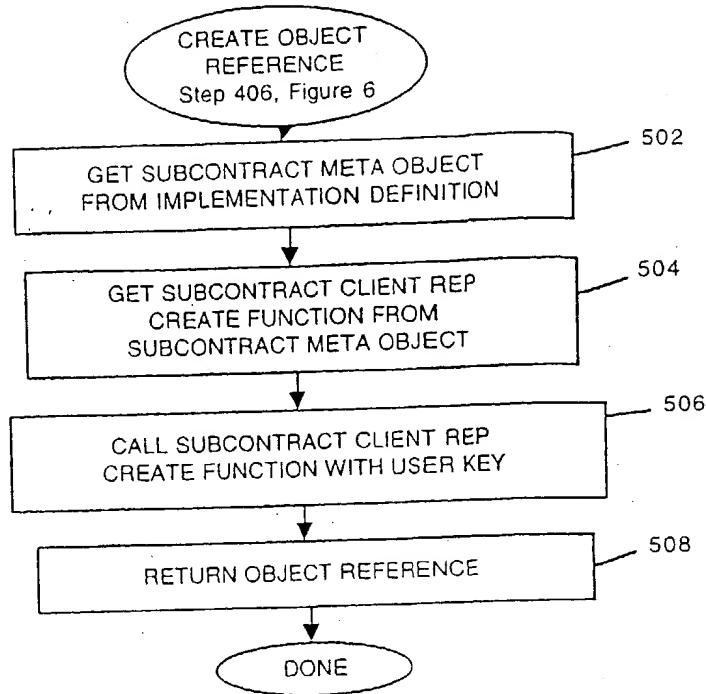 CREATE OBJECT
REFERENCE
Step 406, Figure 6
502
GET SUBCONTRACT META OBJECT
FROM IMPLEMENTATION DEFINITION
504
GET SUBCONTRACT CLIENT REP
CREATE FUNCTION FROM
SUBCONTRACT META OBJECT
506
CALL SUBCONTRACT CLIENT REP
CREATE FUNCTION WITH USER KEY
508
RETURN OBJECT REFERENCE
DONE